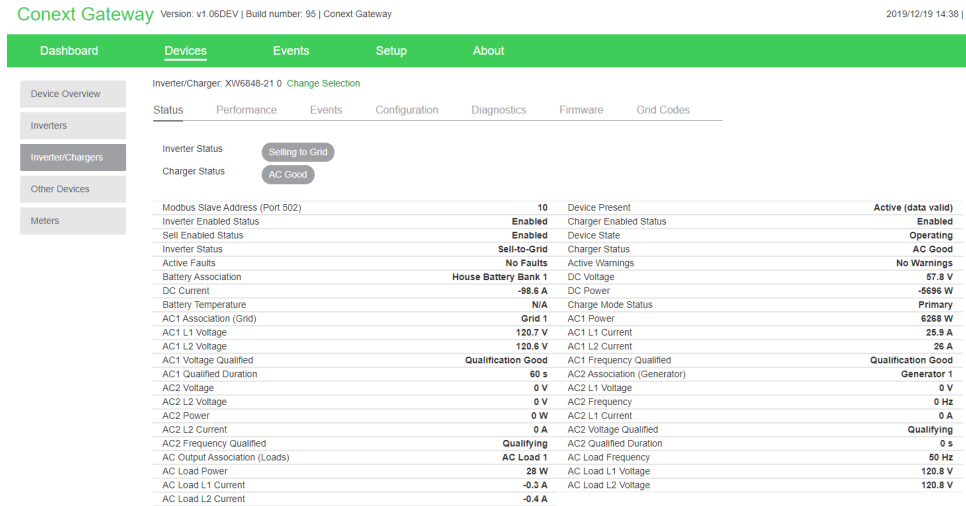 Conext Gateway Version: v1.06DEV | Build number: 95 | Conext Gateway 2019/12/19 14:38 |
Dashboard Devices Events Setup About
Device Overview
Inverters
Inverter/Chargers
Other Devices
Meters
Inverter/Charger: XW6848-21 0 Change Selection
Status Performance Events Configuration Diagnostics Firmware Grid Codes
Inverter Status Selling to Grid
Charger Status AC Good
Modbus Slave Address (Port 502) 10 Device Present Active (data valid)
Inverter Enabled Status Enabled Charger Enabled Status Enabled
Sell Enabled Status Enabled Device State Operating
Inverter Status Sell-to-Grid Charger Status AC Good
Active Faults No Faults Active Warnings No Warnings
Battery Association House Battery Bank 1 DC Voltage 57.8 V
DC Current -98.6 A DC Power -5696 W
Battery Temperature N/A Charge Mode Status Primary
AC1 Association (Grid) Grid 1 AC1 Power 6268 W
AC1 L1 Voltage 120.7 V AC1 L1 Current 25.9 A
AC1 L2 Voltage 120.6 V AC1 L2 Current 26 A
AC1 Voltage Qualified Qualification Good AC1 Frequency Qualified Qualification Good
AC1 Qualified Duration 60 s AC2 Association (Generator) Generator 1
AC2 Voltage 0 V AC2 L1 Voltage 0 V
AC2 L2 Voltage 0 V AC2 Frequency 0 Hz
AC2 Power 0 W AC2 L1 Current 0 A
AC2 L2 Current 0 A AC2 Voltage Qualified Qualifying
AC2 Frequency Qualified Qualifying AC2 Qualified Duration 0 s
AC Output Association (Loads) AC Load 1 AC Load Frequency 50 Hz
AC Load Power 28 W AC Load L1 Voltage 120.8 V
AC Load L1 Current -0.3 A AC Load L2 Voltage 120.8 V
AC Load L2 Current -0.4 A